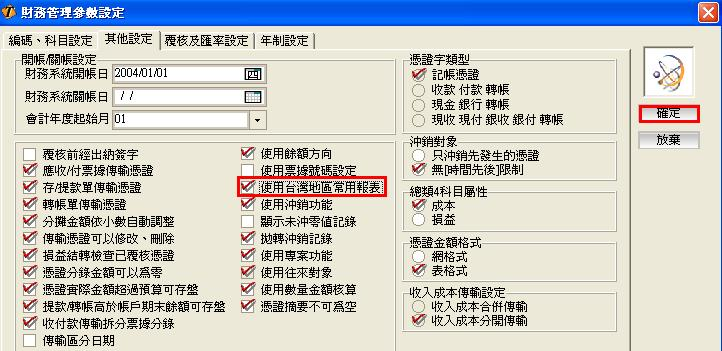 財務管理參數設定
編碼、科目設定 其他設定 覆核及匯率設定 年制設定
開帳/關帳設定
財務系統開帳日 2004/01/01
財務系統關帳日 / /
會計年度起始月 01
覆核前經出納簽字
應收/付票據傳輸憑證
存/提款單傳輸憑證
轉帳單傳輸憑證
分攤金額依小數自動調整
傳輸憑證可以修改、刪除
損益結轉檢查已覆核憑證
憑證分錄金額可以爲零
憑證實際金額超過預算可存盤
提款/轉帳高於帳戶期末餘額可存盤
收付款傳輸拆分票據分錄
傳輸區分日期
使用餘額方向
使用票據號碼設定
使用台灣地區常用報表
使用沖銷功能
顯示未沖零值記錄
拋轉沖銷記錄
使用專案功能
使用往來對象
使用數量金額核算
憑證摘要不可爲空
憑證字類型
記帳憑證
收款 付款 轉帳
現金 銀行 轉帳
現收 現付 銀收 銀付 轉帳
沖銷對象
只沖銷先發生的憑證
無[時間先後]限制
總類4科目屬性
成本
損益
憑證金額格式
網格式
表格式
收入成本傳輸設定
收入成本合併傳輸
收入成本分開傳輸
確定
放棄